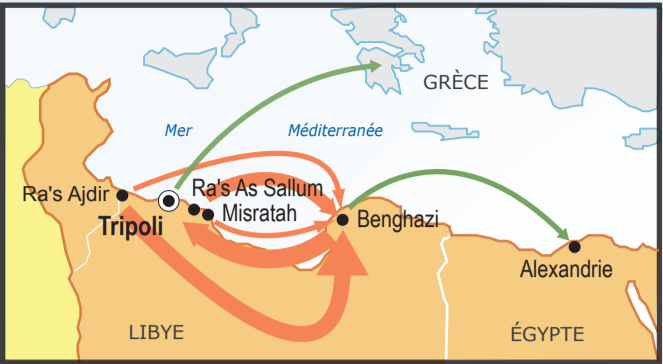 GRÈCE
Mer Méditerranée
Ra's Ajdir
Ra's As Sallum
Tripoli
Misratah
Benghazi
Alexandrie
LIBYE
ÉGYPTE